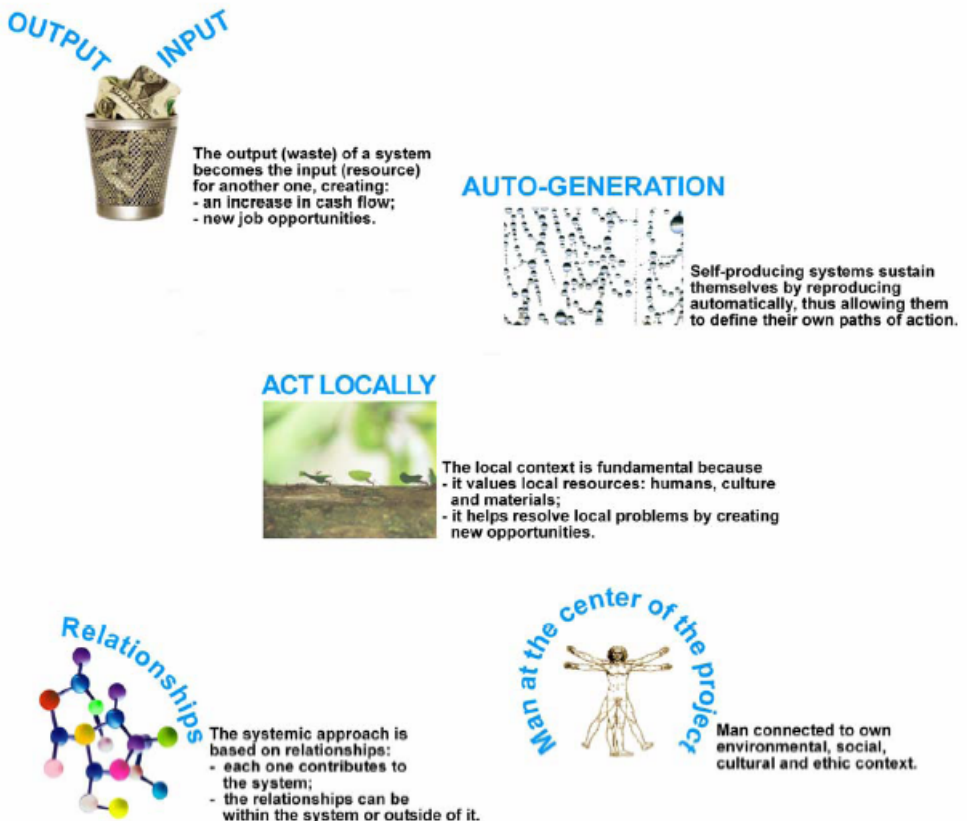 OUTPUT INPUT
The output (waste) of a system
becomes the input (resource)
for another one, creating:
- an increase in cash flow;
- new job opportunities.
AUTO-GENERATION
Self-producing systems sustain
themselves by reproducing
automatically, thus allowing them
to define their own paths of action.
ACT LOCALLY
The local context is fundamental because
- it values local resources: humans, culture
and materials;
- it helps resolve local problems by creating
new opportunities.
Relationships
The systemic approach is
based on relationships:
- each one contributes to
the system;
- the relationships can be
within the system or outside of it.
Man at the center of the project
Man connected to own
environmental, social,
cultural and ethic context.